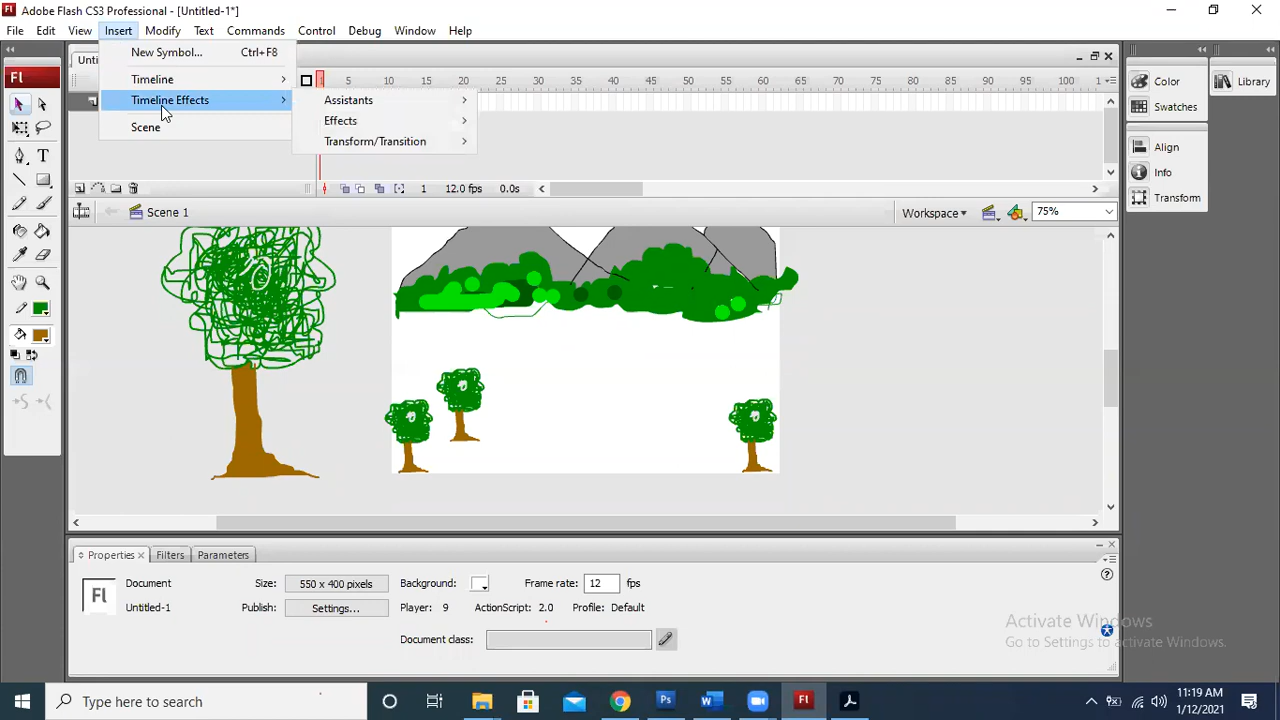 Adobe Flash CS3 Professional - [Untitled-1*]
File Edit View Insert Modify Text Commands Control Debug Window Help
New Symbol... Ctrl+F8
Timeline
Timeline Effects
Scene
Assistants
Effects
Transform/Transition
Unti
Fl
5 10 15 20 25 30 35 40 45 50 55 60 65 70 75 80 85 90 95 100
1 12.0 fps 0.0s
Scene 1
Workspace
75%
Color
Swatches
Align
Info
Transform
Library
Properties Filters Parameters
Fl
Document
Untitled-1
Size: 550 x 400 pixels
Publish: Settings...
Background:
Frame rate: 12 fps
Player: 9 ActionScript: 2.0 Profile: Default
Document class:
Activate Windows
Go to Settings to activate Windows.
Type here to search
Ps
W
Fl
11:19 AM
1/12/2021